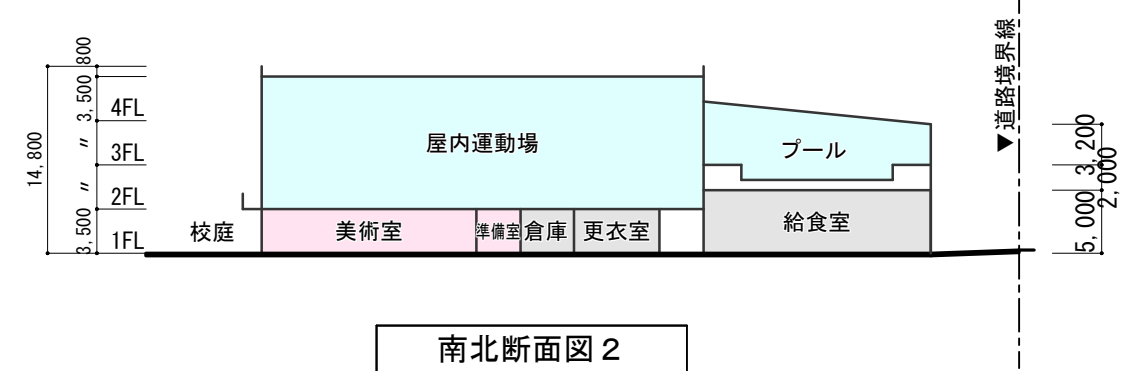 800
3,500
4FL
〃
3FL
14,800
〃
2FL
3,500
1FL
校庭
屋内運動場
プール
美術室
準備室
倉庫
更衣室
給食室
▼道路境界線
3,200
2,000
5,000
南北断面図2